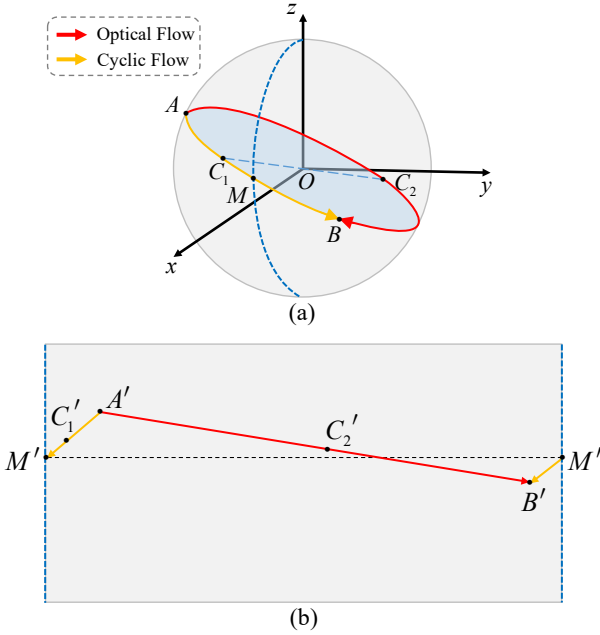 Optical Flow
Cyclic Flow
z
A
C₁
M
O
C₂
y
B
x
(a)
C₁′
A′
C₂′
M′
M′
B′
(b)